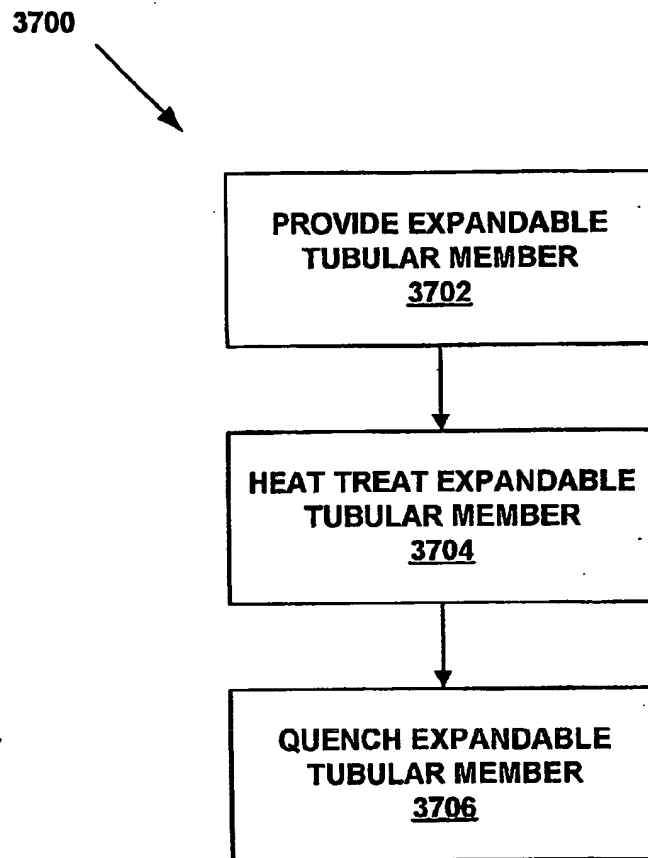 3700
PROVIDE EXPANDABLE
TUBULAR MEMBER
3702
HEAT TREAT EXPANDABLE
TUBULAR MEMBER
3704
QUENCH EXPANDABLE
TUBULAR MEMBER
3706